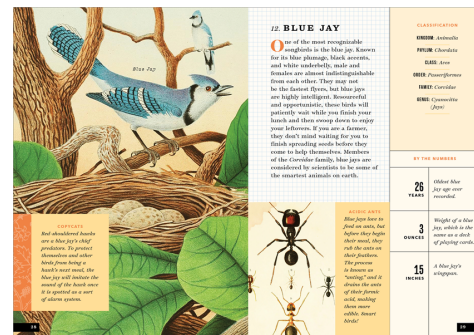 Blue Jay
COPYCATS
Red-shouldered hawks
are a blue jay's chief
predators. To protect
themselves and other
birds from being a
hawk's next meal, the
blue jay will imitate the
sound of the hawk once
it is spotted as a sort
of alarm system.
28
12. BLUE JAY
One of the most recognizable
songbirds is the blue jay. Known
for its blue plumage, black accents,
and white underbelly, male and
females are almost indistinguishable
from each other. They may not
be the fastest flyers, but blue jays
are highly intelligent. Resourceful
and opportunistic, these birds will
patiently wait while you finish your
lunch and then swoop down to enjoy
your leftovers. If you are a farmer,
they don't mind waiting for you to
finish spreading seeds before they
come to help themselves. Members
of the Corvidae family, blue jays are
considered by scientists to be some of
the smartest animals on earth.
ACIDIC ANTS
Blue jays love to
feed on ants, but
before they begin
their meal, they
rub the ants on
their feathers.
The process
is known as
"anting," and it
drains the ants
of their formic
acid, making them
more edible. Smart
birds!
CLASSIFICATION
KINGDOM: Animalia
PHYLUM: Chordata
CLASS: Aves
ORDER: Passeriformes
FAMILY: Corvidae
GENUS: Cyanocitta
(Jays)
BY THE NUMBERS
26
YEARS
Oldest blue
jay age ever
recorded.
3
OUNCES
Weight of a blue
jay, which is the
same as a deck
of playing cards.
15
INCHES
A blue jay's
wingspan.
29